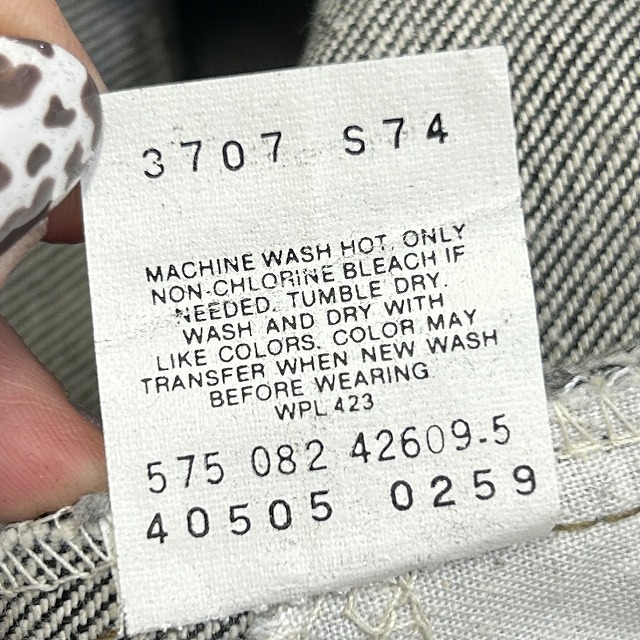 3707 S74
MACHINE WASH HOT, ONLY
NON-CHLORINE BLEACH IF
NEEDED. TUMBLE DRY.
WASH AND DRY WITH
LIKE COLORS. COLOR MAY
TRANSFER WHEN NEW WASH
BEFORE WEARING
WPL 423
575 082 42609-5
40505 0259